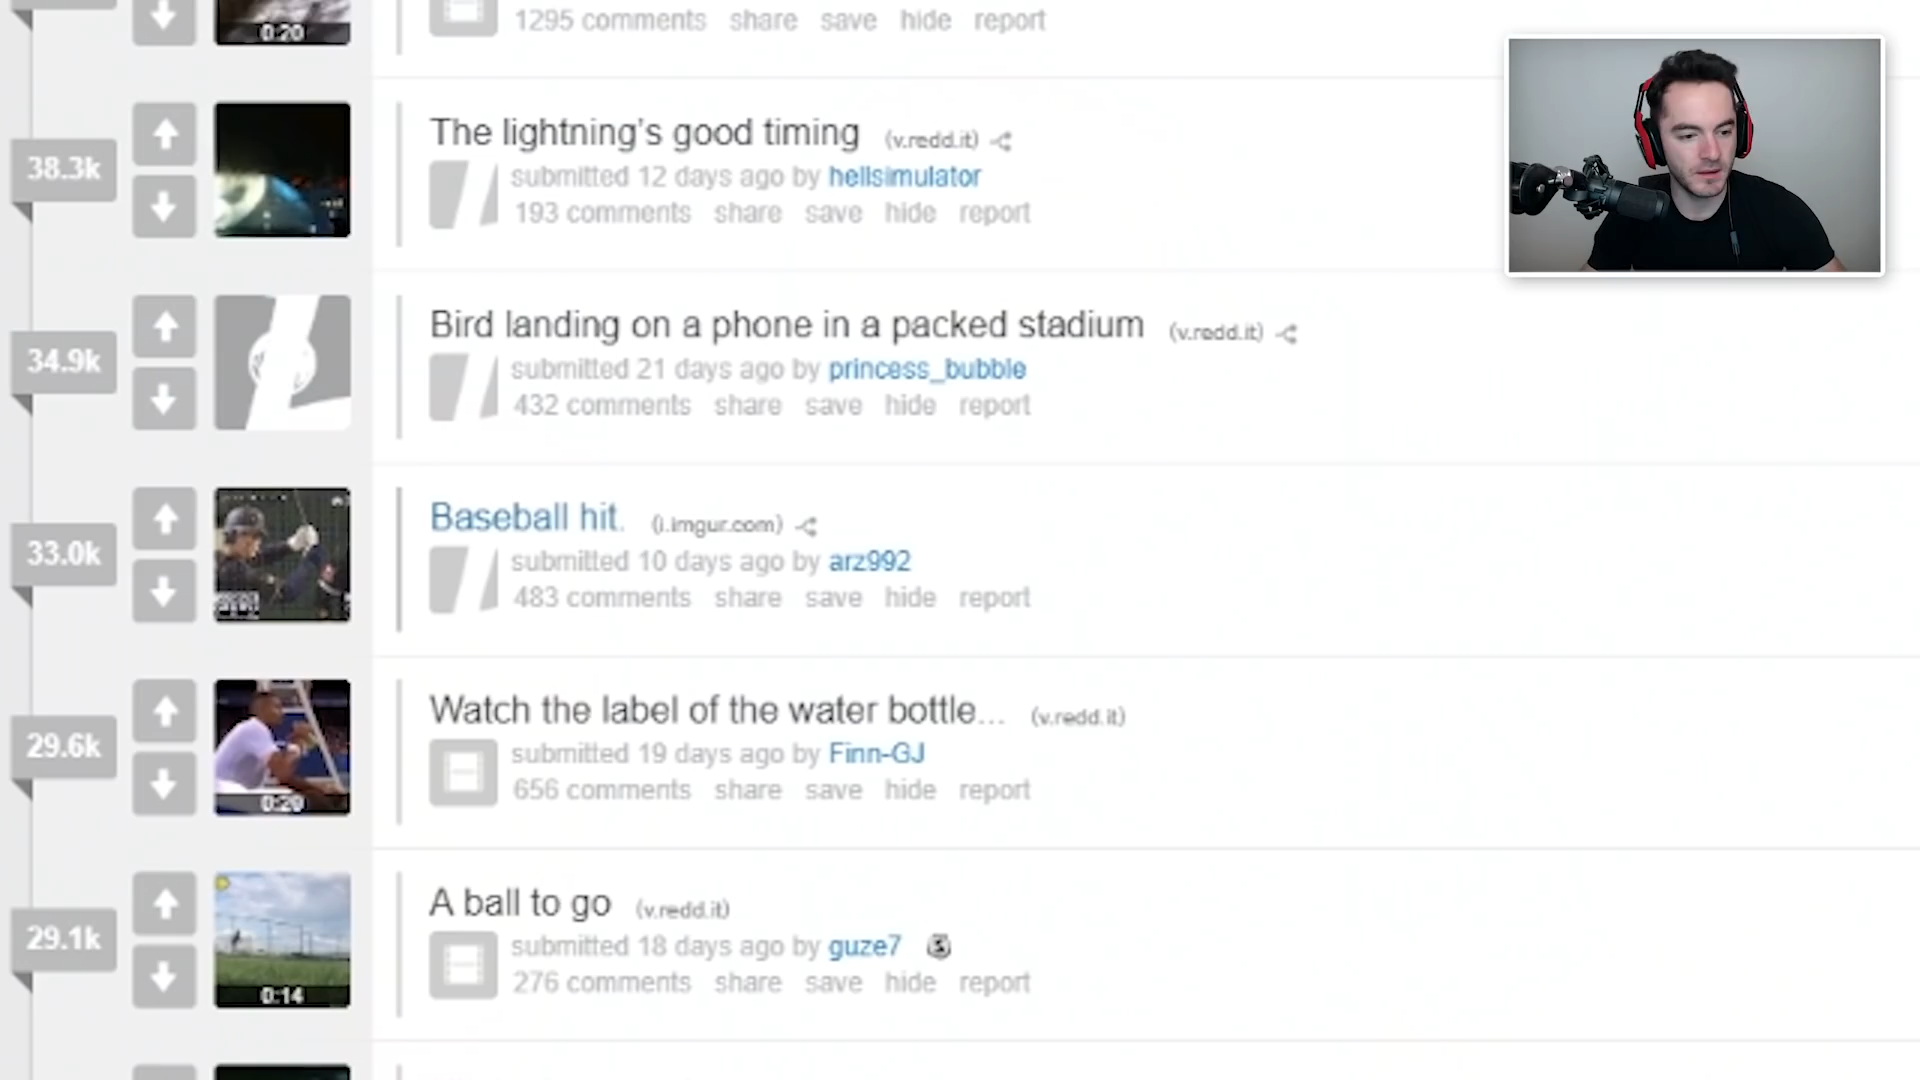 0:20
1295 comments share save hide report
38.3k
The lightning's good timing (v.redd.it)
submitted 12 days ago by hellsimulator
193 comments share save hide report
34.9k
Bird landing on a phone in a packed stadium (v.redd.it)
submitted 21 days ago by princess_bubble
432 comments share save hide report
33.0k
Baseball hit. (i.imgur.com)
submitted 10 days ago by arz992
483 comments share save hide report
29.6k
Watch the label of the water bottle... (v.redd.it)
submitted 19 days ago by Finn-GJ
0:20
656 comments share save hide report
29.1k
A ball to go (v.redd.it)
submitted 18 days ago by guze7
0:14
276 comments share save hide report